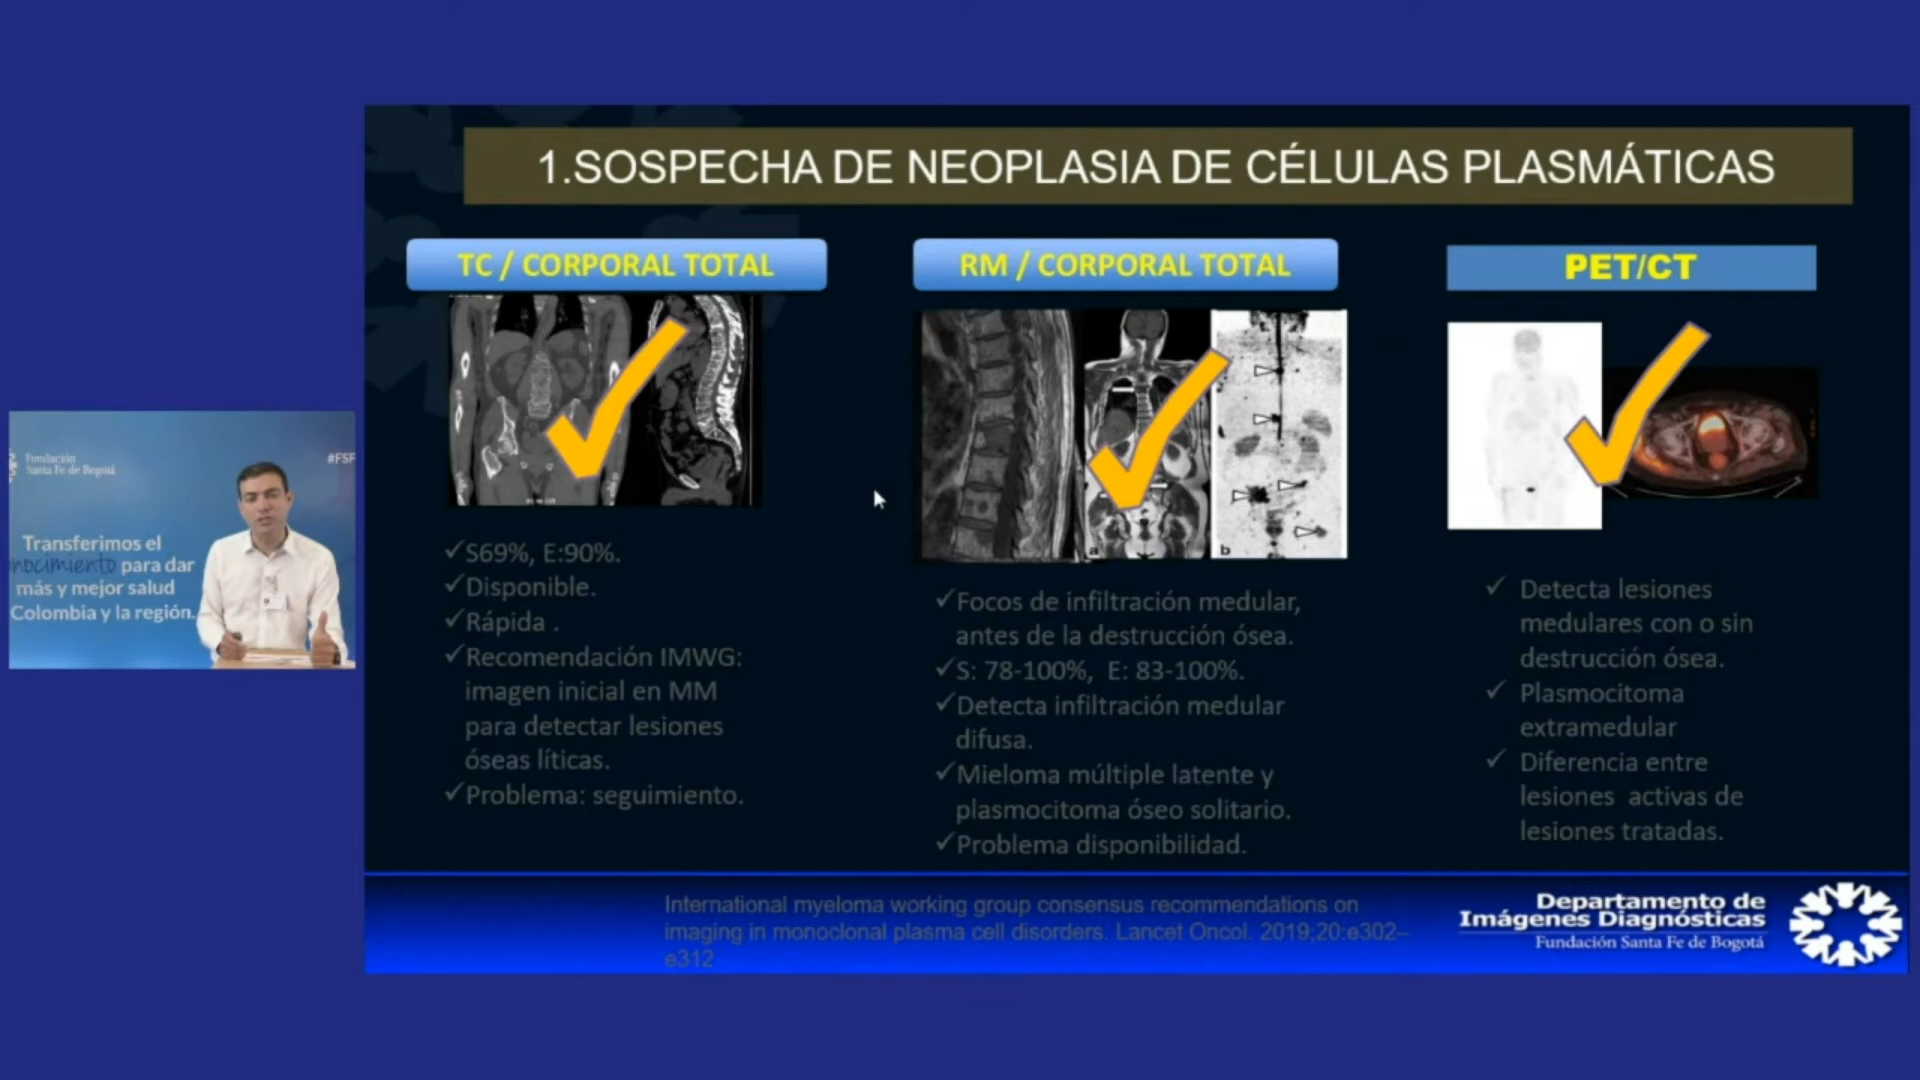 1.SOSPECHA DE NEOPLASIA DE CÉLULAS PLASMÁTICAS
TC / CORPORAL TOTAL
✓S69%, E:90%.
✓Disponible.
✓Rápida .
✓Recomendación IMWG:
imagen inicial en MM
para detectar lesiones
óseas líticas.
✓Problema: seguimiento.
RM / CORPORAL TOTAL
a
b
✓Focos de infiltración medular,
antes de la destrucción ósea.
✓S: 78-100%, E: 83-100%.
✓Detecta infiltración medular
difusa.
✓Mieloma múltiple latente y
plasmocitoma óseo solitario.
✓Problema disponibilidad.
PET/CT
✓ Detecta lesiones
medulares con o sin
destrucción ósea.
✓ Plasmocitoma
extramedular
✓ Diferencia entre
lesiones activas de
lesiones tratadas.
International myeloma working group consensus recommendations on
imaging in monoclonal plasma cell disorders. Lancet Oncol. 2019;20:e302–
e312
Departamento de
Imágenes Diagnósticas
Fundación Santa Fe de Bogotá
Fundación
Santa Fe de Bogotá
#FSF
Transferimos el
nocimiento para dar
más y mejor salud
Colombia y la región.